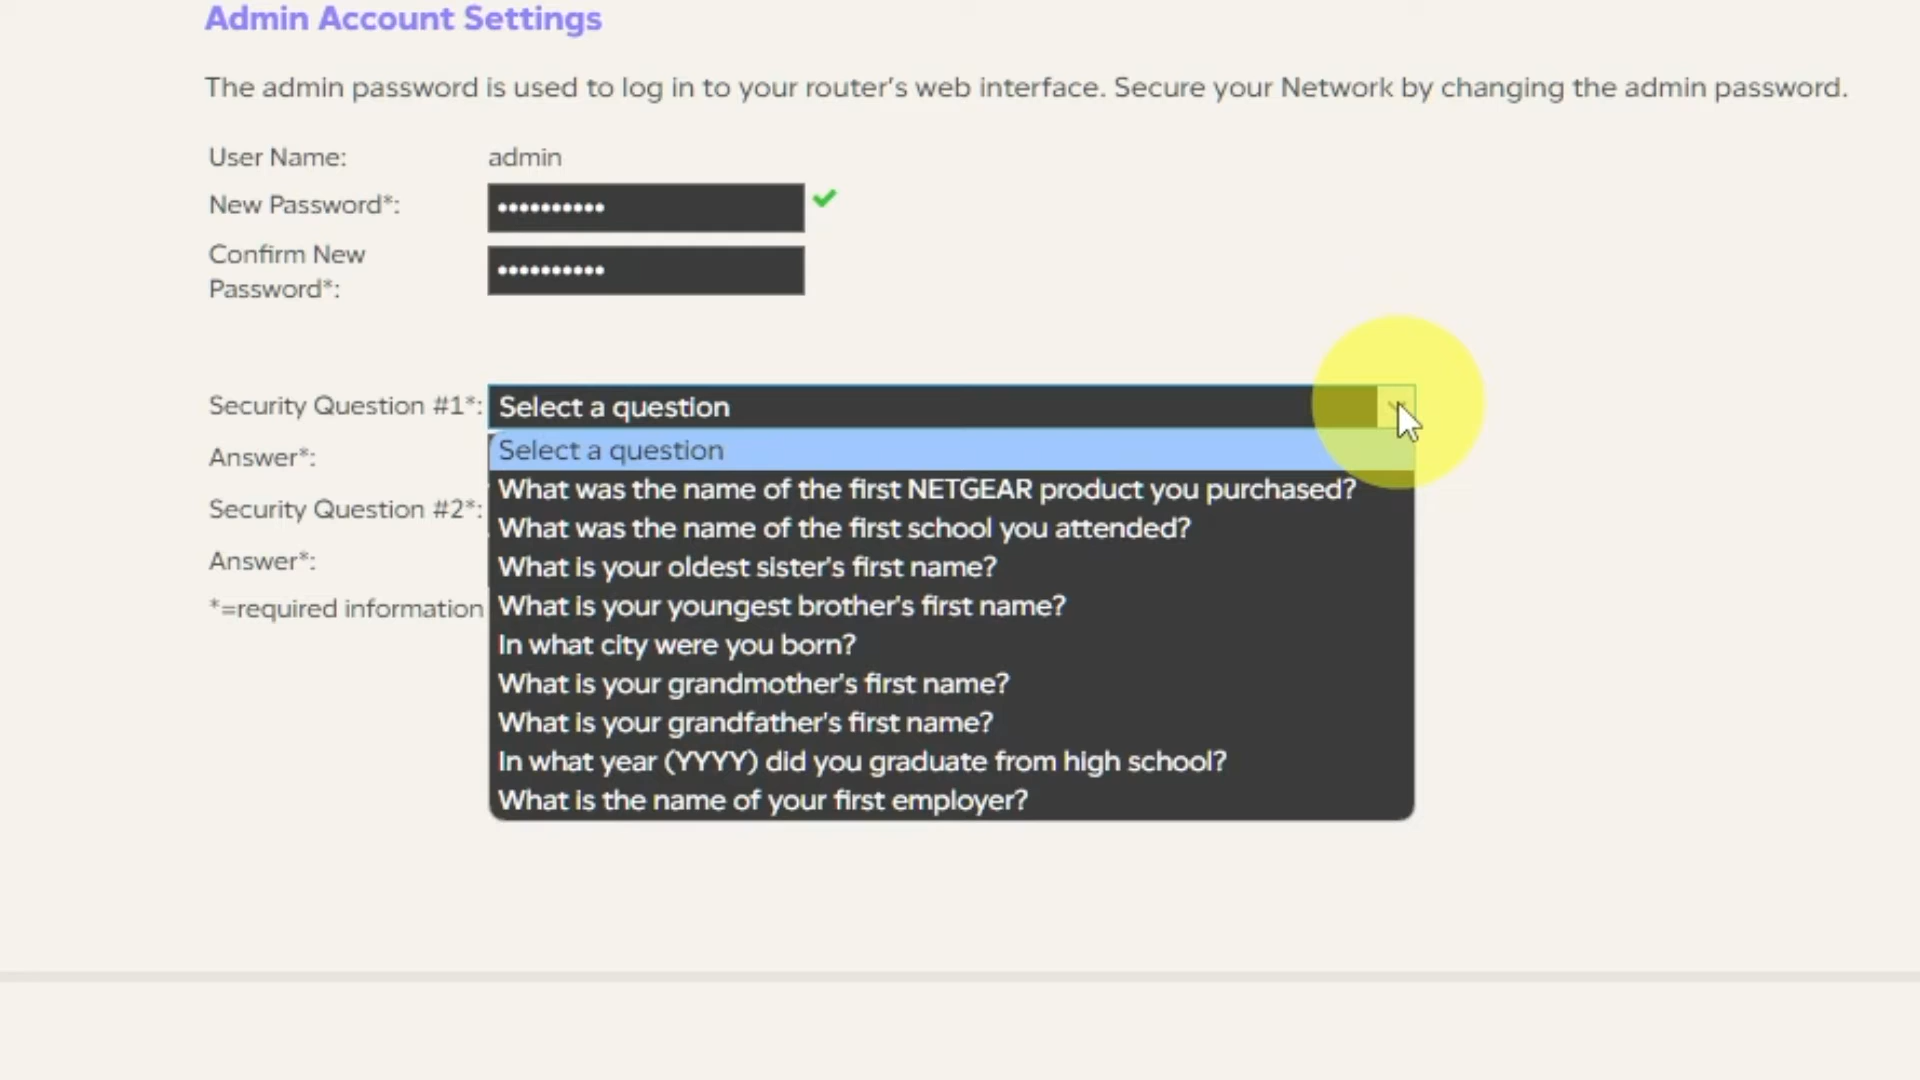 Admin Account Settings
The admin password is used to log in to your router's web interface. Secure your Network by changing the admin password.
User Name: admin
New Password*: ••••••••••
Confirm New
Password*: ••••••••••
Security Question #1*: Select a question
Select a question
Answer*:
What was the name of the first NETGEAR product you purchased?
Security Question #2*:
What was the name of the first school you attended?
Answer*:
What is your oldest sister's first name?
*=required information
What is your youngest brother's first name?
In what city were you born?
What is your grandmother's first name?
What is your grandfather's first name?
In what year (YYYY) did you graduate from high school?
What is the name of your first employer?